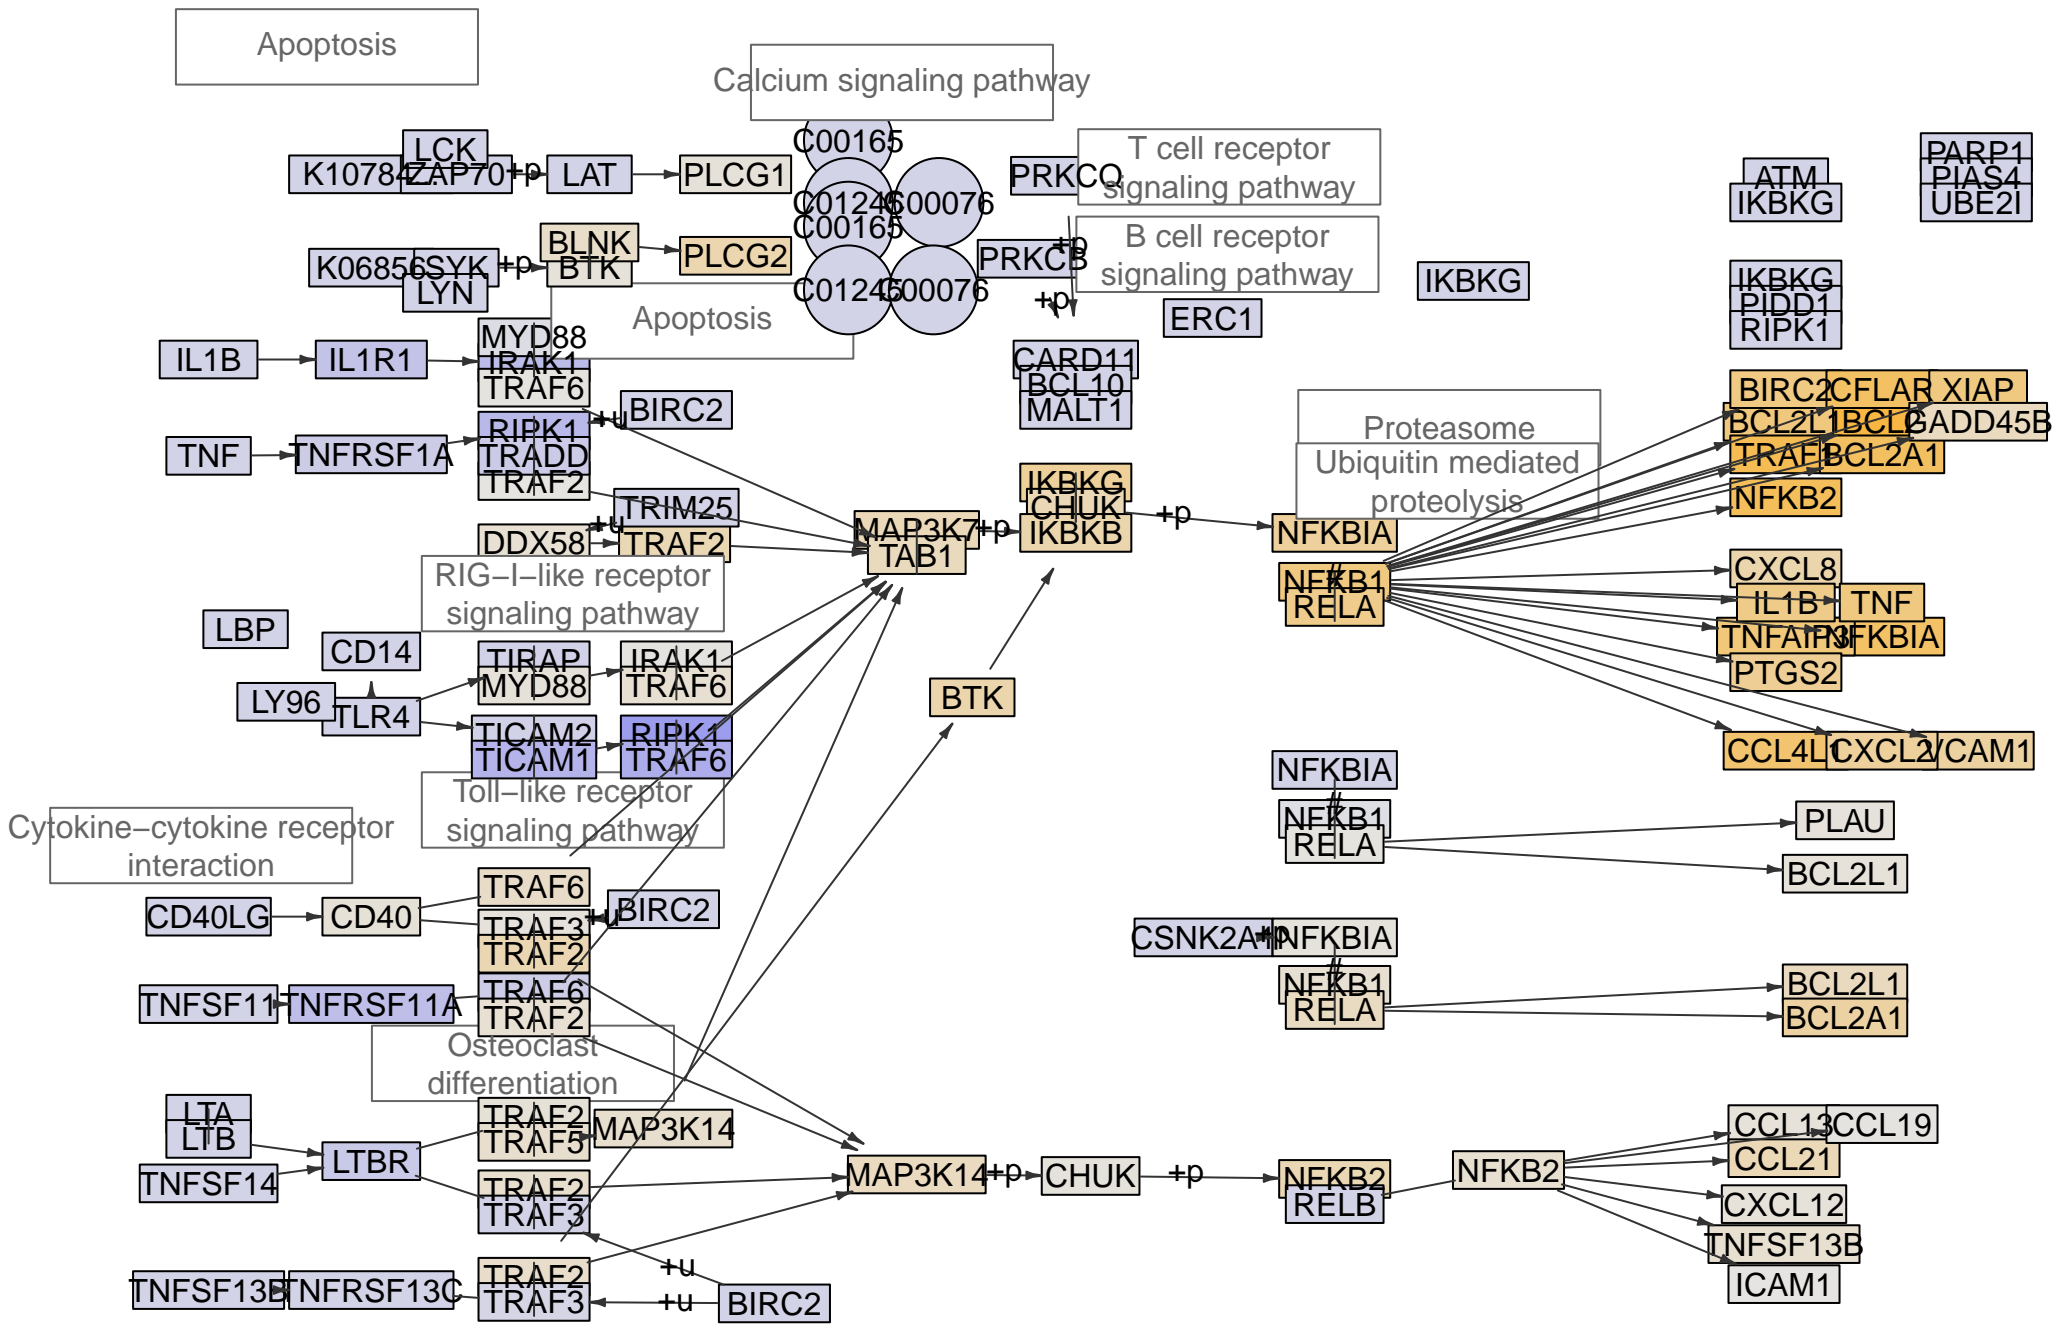 Apoptosis
Calcium signaling pathway
LCK
K10784
ZAP70
+p
LAT
PLCG1
C00165
C01246
C00076
C00165
C01245
C00076
PRKCQ
T cell receptor
signaling pathway
ATM
IKBKG
PARP1
PIAS4
UBE2I
BLNK
BTK
PLCG2
K06856
SYK
+p
LYN
PRKCB
+p
B cell receptor
signaling pathway
+p
IKBKG
ERC1
IKBKG
PIDD1
RIPK1
Apoptosis
MYD88
IRAK1
TRAF6
IL1B
IL1R1
CARD11
BCL10
MALT1
BIRC2
+u
RIPK1
TRADD
TRAF2
TNF
TNFRSF1A
BIRC2
CFLAR
XIAP
BCL2L1
BCL2
GADD45B
TRAF1
BCL2A1
NFKB2
Proteasome
Ubiquitin mediated
proteolysis
IKBKG
CHUK
IKBKB
+p
TRIM25
+u
DDX58
TRAF2
MAP3K7
TAB1
+p
NFKBIA
NFKB1
RELA
CXCL8
IL1B
TNF
TNFAIP3
NFKBIA
PTGS2
RIG−I−like receptor
signaling pathway
LBP
CD14
LY96
TLR4
TIRAP
MYD88
IRAK1
TRAF6
TICAM2
TICAM1
RIPK1
TRAF6
BTK
CCL4L1
CXCL2
VCAM1
Toll−like receptor
signaling pathway
NFKBIA
NFKB1
RELA
PLAU
BCL2L1
Cytokine−cytokine receptor
interaction
TRAF6
CD40LG
CD40
TRAF3
+u
BIRC2
TRAF2
CSNK2A1
+p
NFKBIA
NFKB1
RELA
BCL2L1
BCL2A1
TNFSF11
TNFRSF11A
TRAF6
TRAF2
Osteoclast
differentiation
LTA
LTB
TNFSF14
LTBR
TRAF2
TRAF5
MAP3K14
TRAF2
TRAF3
MAP3K14
+p
CHUK
+p
NFKB2
RELB
NFKB2
CCL13
CCL19
CCL21
CXCL12
TNFSF13B
ICAM1
TNFSF13B
TNFRSF13C
TRAF2
TRAF3
+u
+u
BIRC2